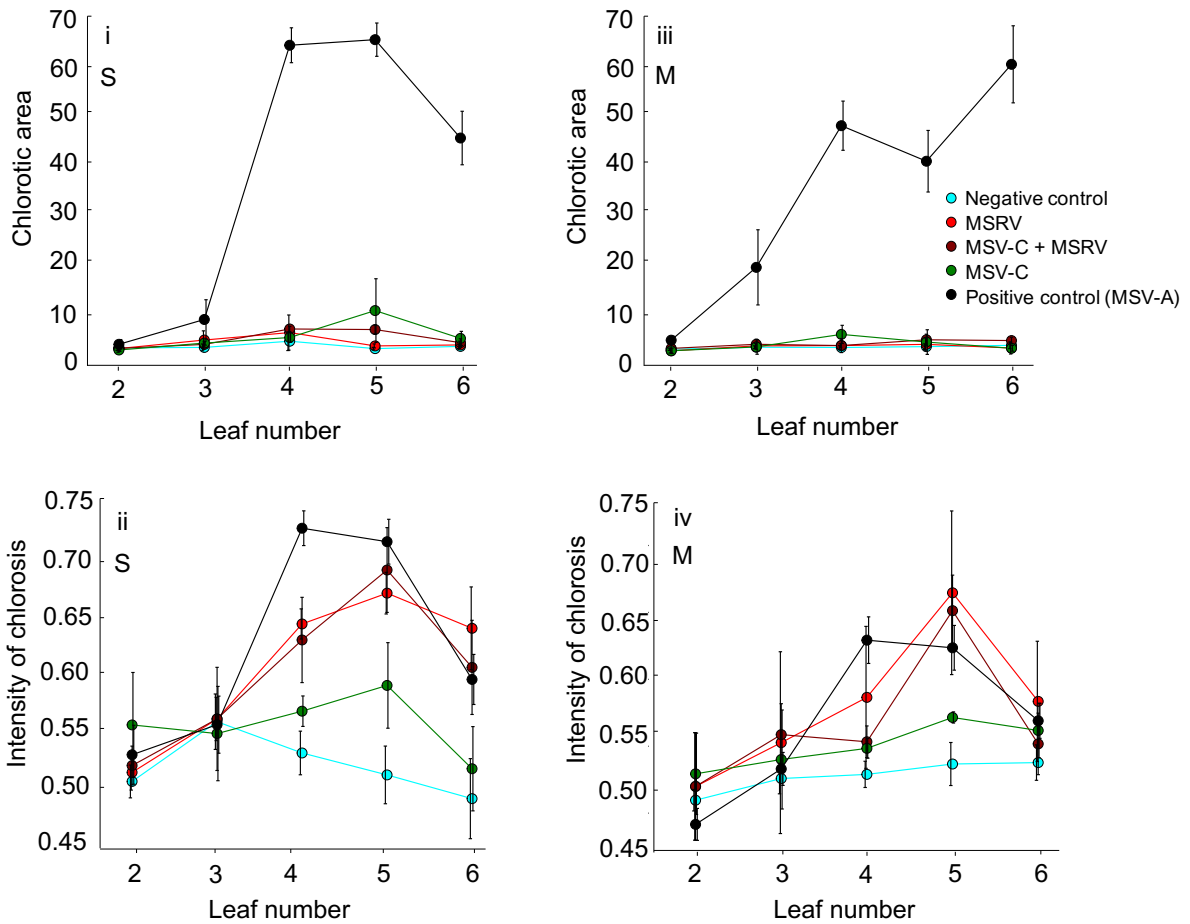 i
S
70
60
50
40
30
20
10
0
Chlorotic area
2 3 4 5 6
Leaf number
iii
M
70
60
50
40
30
20
10
0
Chlorotic area
2 3 4 5 6
Leaf number
Negative control
MSRV
MSV-C + MSRV
MSV-C
Positive control (MSV-A)
ii
S
0.75
0.70
0.65
0.60
0.55
0.50
0.45
Intensity of chlorosis
2 3 4 5 6
Leaf number
iv
M
0.75
0.70
0.65
0.60
0.55
0.50
0.45
Intensity of chlorosis
2 3 4 5 6
Leaf number